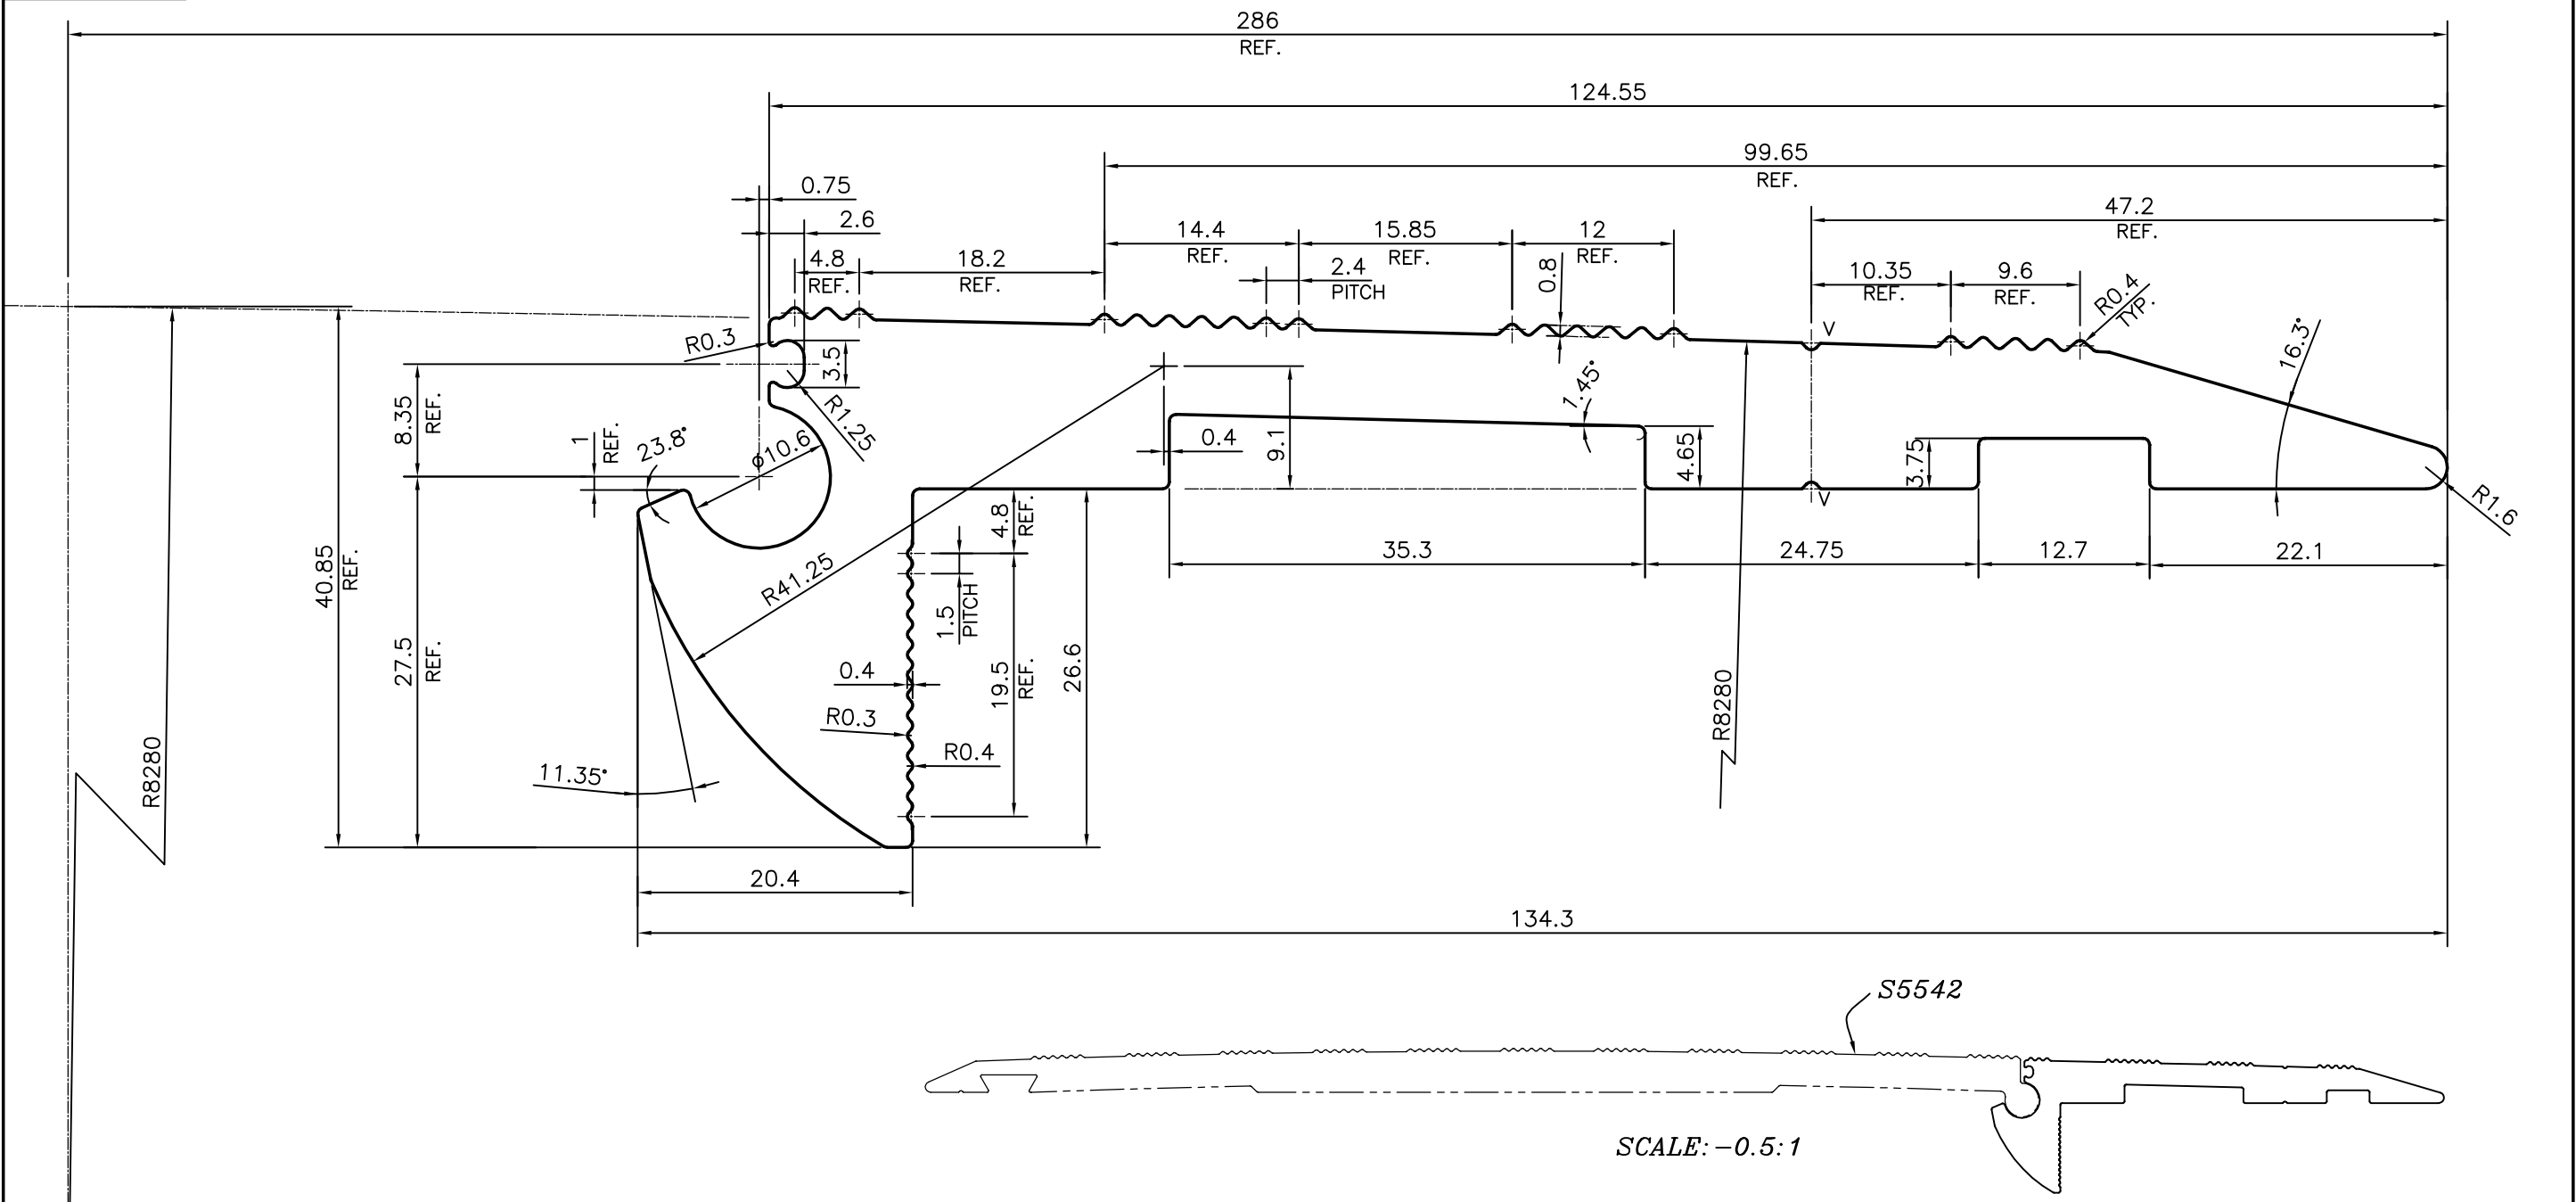 286
REF.
124.55
99.65
REF.
0.75
47.2
REF.
2.6
14.4
REF.
15.85
REF.
12
REF.
4.8
REF.
18.2
REF.
2.4
PITCH
0.8
10.35
REF.
9.6
REF.
R0.4
TYP.
R0.3
3.5
V
16.3°
8.35
REF.
1
REF.
23.8°
ø10.6
R1.25
0.4
9.1
1.45°
4.65
3.75
V
R1.6
4.8
REF.
35.3
24.75
12.7
22.1
40.85
REF.
R41.25
1.5
PITCH
27.5
REF.
0.4
19.5
REF.
26.6
R8280
R0.3
R0.4
R8280
11.35°
20.4
134.3
S5542
SCALE:-0.5:1